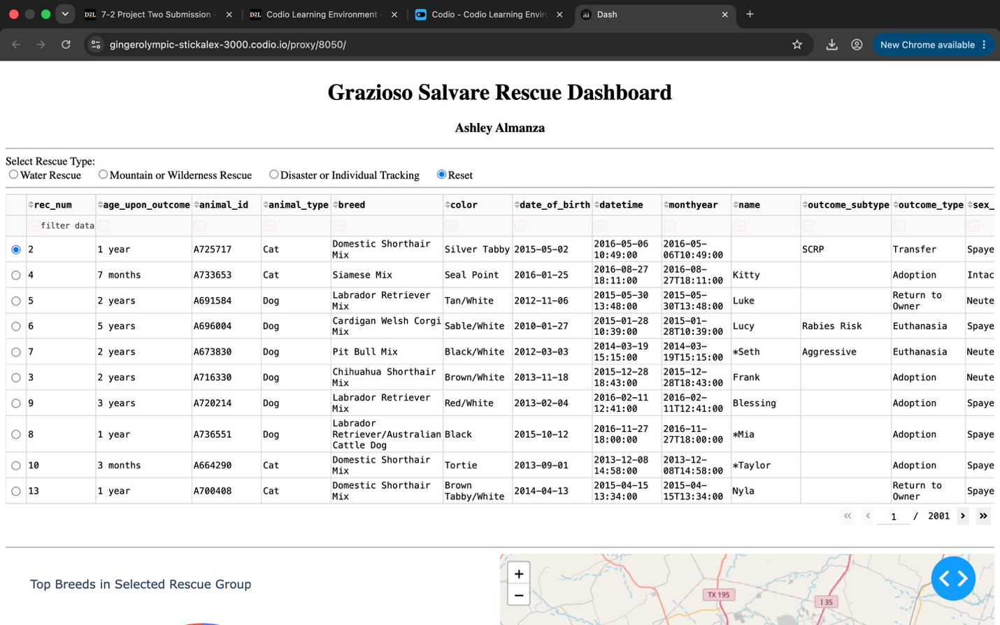 7-2 Project Two Submission
Codio Learning Environment
Codio - Codio Learning Enviro
Dash
gingerolympic-stickalex-3000.codio.io/proxy/8050/
New Chrome available
Grazioso Salvare Rescue Dashboard
Ashley Almanza
Select Rescue Type:
Water Rescue Mountain or Wilderness Rescue Disaster or Individual Tracking Reset
rec_num age_upon_outcome animal_id animal_type breed color date_of_birth datetime monthyear name outcome_subtype outcome_type sex_
Aa filter data Aa Aa Aa Aa Aa Aa Aa Aa Aa Aa Aa Aa
2 1 year A725717 Cat Domestic Shorthair Mix Silver Tabby 2015-05-02 2016-05-06 10:49:00 2016-05-06T10:49:00 SCRP Transfer Spaye
4 7 months A733653 Cat Siamese Mix Seal Point 2016-01-25 2016-08-27 18:11:00 2016-08-27T18:11:00 Kitty Adoption Intac
5 2 years A691584 Dog Labrador Retriever Mix Tan/White 2012-11-06 2015-05-30 13:48:00 2015-05-30T13:48:00 Luke Return to Owner Neute
6 5 years A696004 Dog Cardigan Welsh Corgi Mix Sable/White 2010-01-27 2015-01-28 10:39:00 2015-01-28T10:39:00 Lucy Rabies Risk Euthanasia Spaye
7 2 years A673830 Dog Pit Bull Mix Black/White 2012-03-03 2014-03-19 15:15:00 2014-03-19T15:15:00 *Seth Aggressive Euthanasia Neute
3 2 years A716330 Dog Chihuahua Shorthair Mix Brown/White 2013-11-18 2015-12-28 18:43:00 2015-12-28T18:43:00 Frank Adoption Neute
9 3 years A720214 Dog Labrador Retriever Mix Red/White 2013-02-04 2016-02-11 12:41:00 2016-02-11T12:41:00 Blessing Adoption Spaye
8 1 year A736551 Dog Labrador Retriever/Australian Cattle Dog Black 2015-10-12 2016-11-27 18:00:00 2016-11-27T18:00:00 *Mia Adoption Spaye
10 3 months A664290 Cat Domestic Shorthair Mix Tortie 2013-09-01 2013-12-08 14:58:00 2013-12-08T14:58:00 *Taylor Adoption Spaye
13 1 year A700408 Cat Domestic Shorthair Mix Brown Tabby/White 2014-04-13 2015-04-15 13:34:00 2015-04-15T13:34:00 Nyla Return to Owner Spaye
« ‹ 1 / 2001 › »
Top Breeds in Selected Rescue Group
+
−
TX 195
I 35